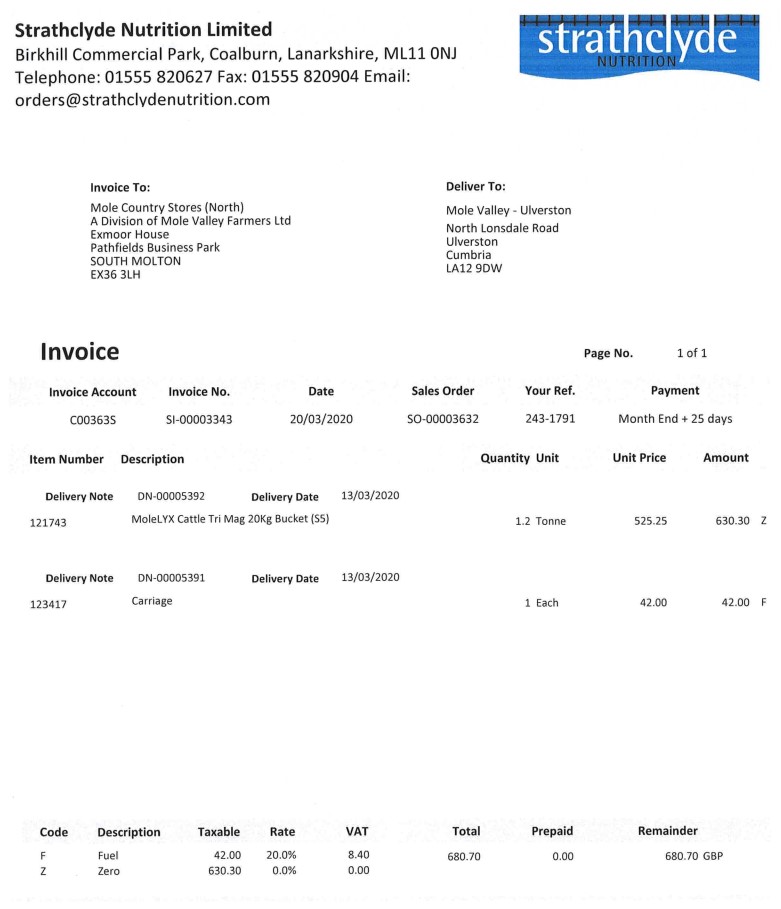 Strathclyde Nutrition Limited
Birkhill Commercial Park, Coalburn, Lanarkshire, ML11 0NJ
Telephone: 01555 820627 Fax: 01555 820904 Email:
orders@strathclydenutrition.com
strathclyde
NUTRITION
Invoice To:
Mole Country Stores (North)
A Division of Mole Valley Farmers Ltd
Exmoor House
Pathfields Business Park
SOUTH MOLTON
EX36 3LH
Deliver To:
Mole Valley - Ulverston
North Lonsdale Road
Ulverston
Cumbria
LA12 9DW
Invoice Page No. 1 of 1
Invoice Account Invoice No. Date Sales Order Your Ref. Payment
C00363S SI-00003343 20/03/2020 SO-00003632 243-1791 Month End + 25 days
Item Number Description Quantity Unit Unit Price Amount
Delivery Note DN-00005392 Delivery Date 13/03/2020
121743 MoleLYX Cattle Tri Mag 20Kg Bucket (S5) 1.2 Tonne 525.25 630.30 Z
Delivery Note DN-00005391 Delivery Date 13/03/2020
123417 Carriage 1 Each 42.00 42.00 F
Code Description Taxable Rate VAT Total Prepaid Remainder
F Fuel 42.00 20.0% 8.40 680.70 0.00 680.70 GBP
Z Zero 630.30 0.0% 0.00